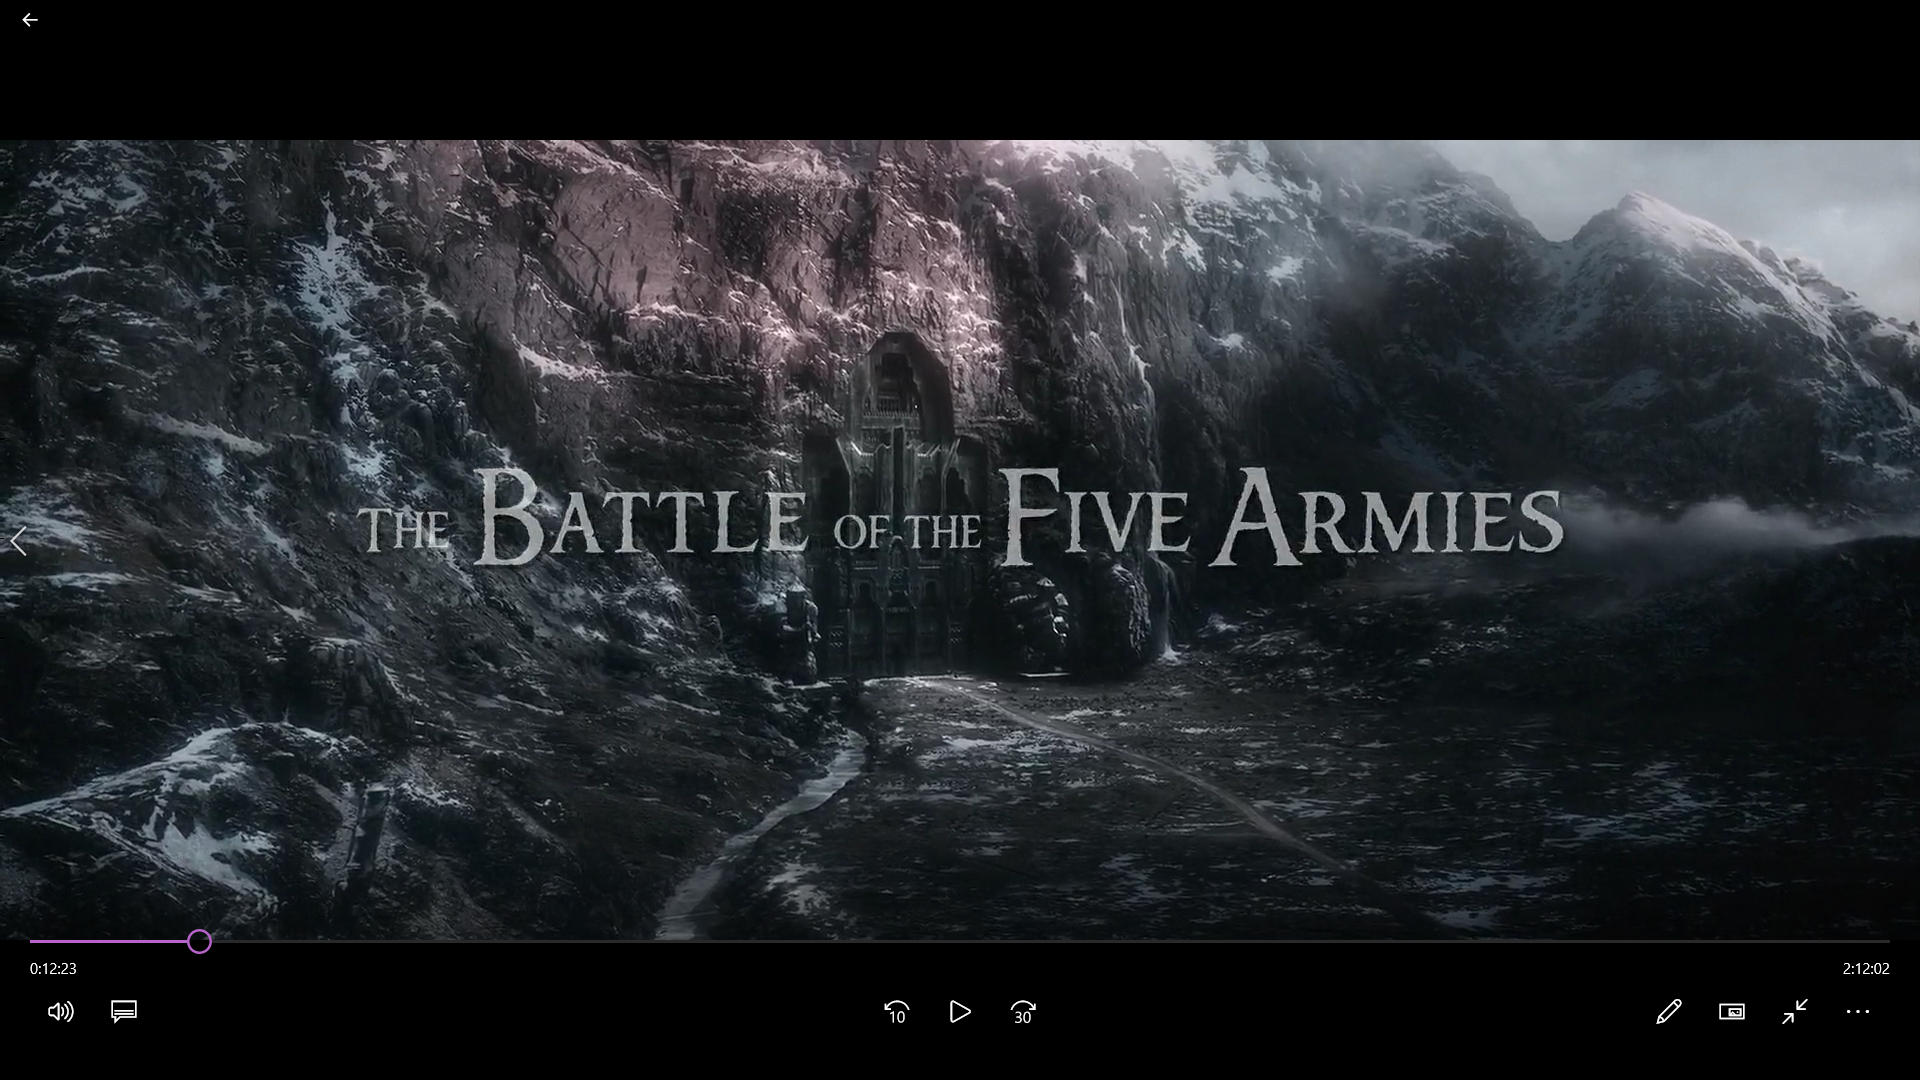 THE BATTLE OF THE FIVE ARMIES
0:12:23
2:12:02
10
30